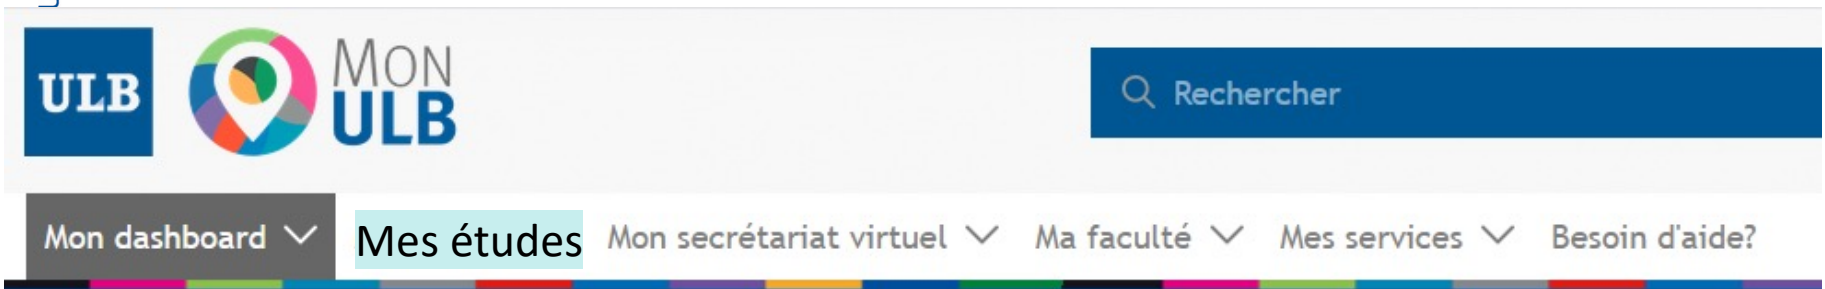 ULB
MON
ULB
Rechercher
Mon dashboard Mes études Mon secrétariat virtuel Ma faculté Mes services Besoin d'aide?